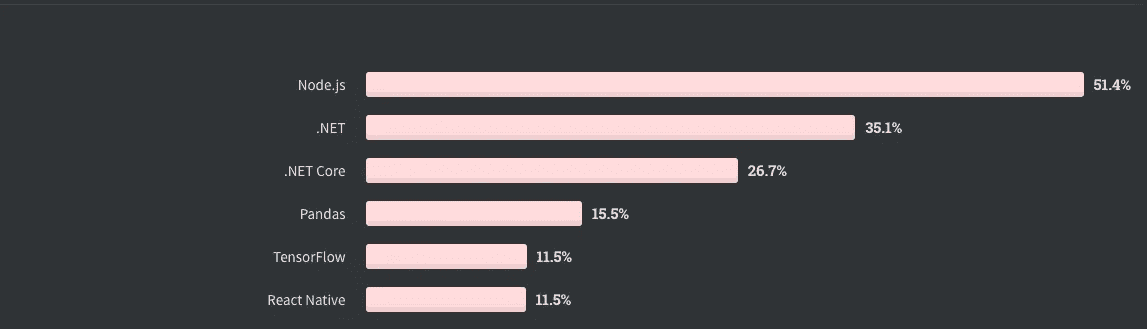 Node.js 51.4%
.NET 35.1%
.NET Core 26.7%
Pandas 15.5%
TensorFlow 11.5%
React Native 11.5%